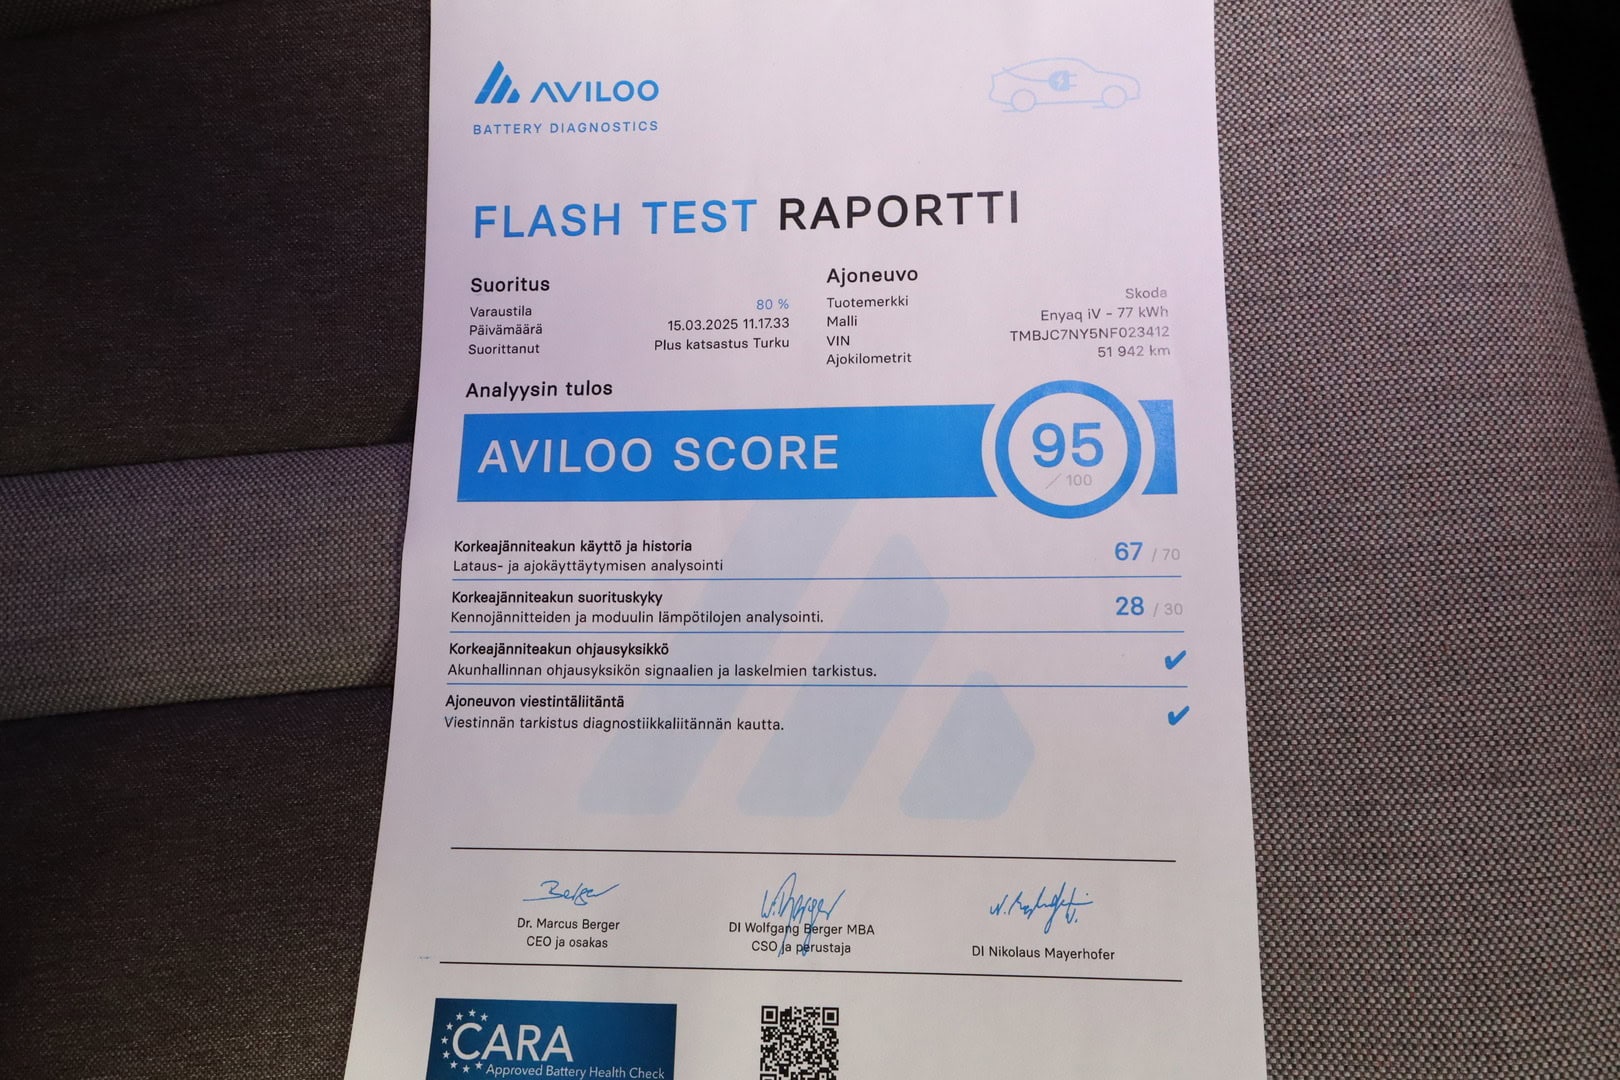 AVILOO
BATTERY DIAGNOSTICS
FLASH TEST RAPORTTI
Suoritus
Varaustila 80 %
Päivämäärä 15.03.2025 11.17.33
Suorittanut Plus katsastus Turku
Ajoneuvo
Tuotemerkki Skoda
Malli Enyaq iV - 77 kWh
VIN TMBJC7NY5NF023412
Ajokilometrit 51 942 km
Analyysin tulos
AVILOO SCORE 95 / 100
Korkeajänniteakun käyttö ja historia 67 / 70
Lataus- ja ajokäyttäytymisen analysointi
Korkeajänniteakun suorituskyky 28 / 30
Kennojännitteiden ja moduulin lämpötilojen analysointi.
Korkeajänniteakun ohjausyksikkö ✔
Akunhallinnan ohjausyksikön signaalien ja laskelmien tarkistus.
Ajoneuvon viestintäliitäntä ✔
Viestinnän tarkistus diagnostiikkaliitännän kautta.
Berger
Dr. Marcus Berger
CEO ja osakas
W. Berger
DI Wolfgang Berger MBA
CSO ja perustaja
DI Nikolaus Mayerhofer
CARA
Approved Battery Health Check